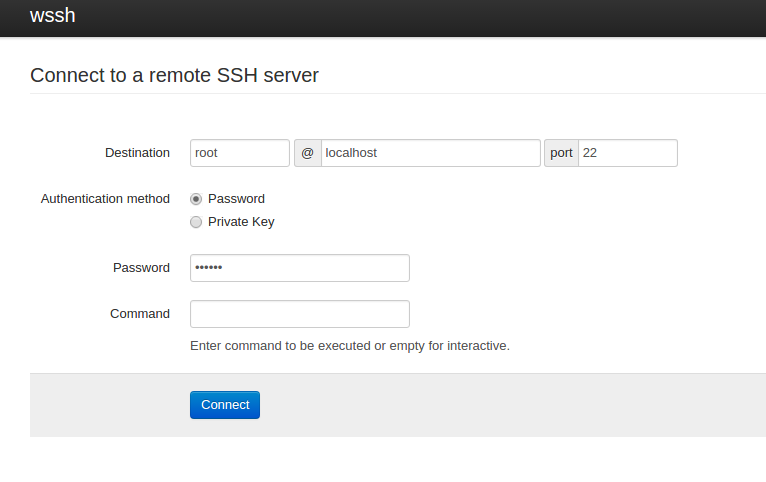 wssh
Connect to a remote SSH server
Destination root @ localhost port 22
Authentication method Password
Private Key
Password ••••••
Command
Enter command to be executed or empty for interactive.
Connect